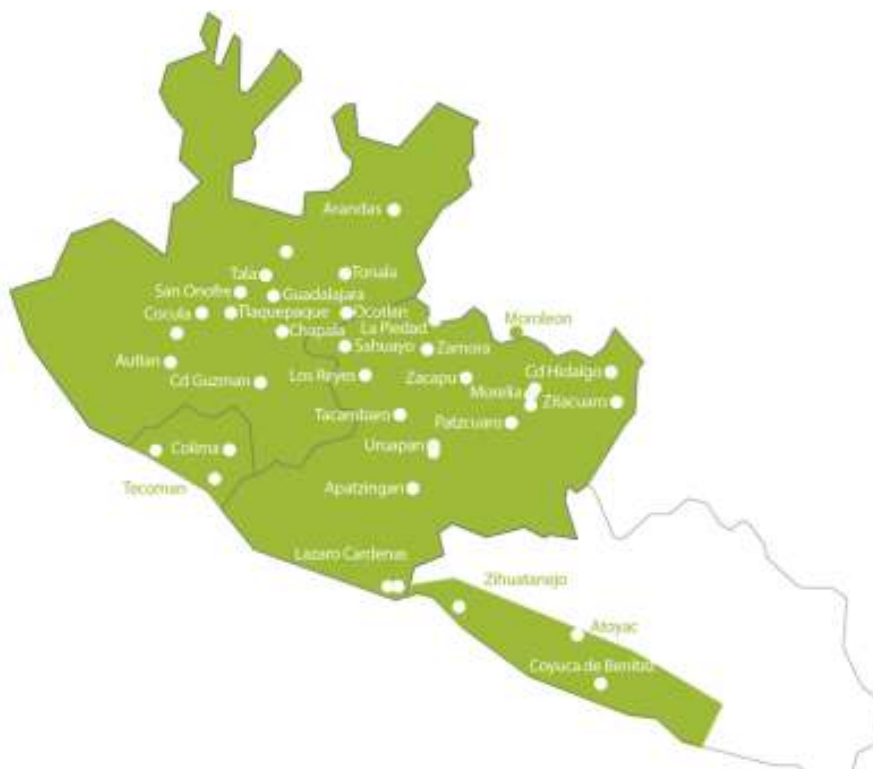 Arandas
Tala
Tonala
San Onofre
Guadalajara
Cocula
Tlaquepaque
Ocotlan
La Piedad
Moroleon
Chapala
Sahuayo
Zamora
Autlan
Cd Guzman
Los Reyes
Zacapu
Cd Hidalgo
Morelia
Zitacuaro
Tacambaro
Patzcuaro
Colima
Uruapan
Tecoman
Apatzingan
Lazaro Cardenas
Zihuatanejo
Atoyac
Coyuca de Benitez